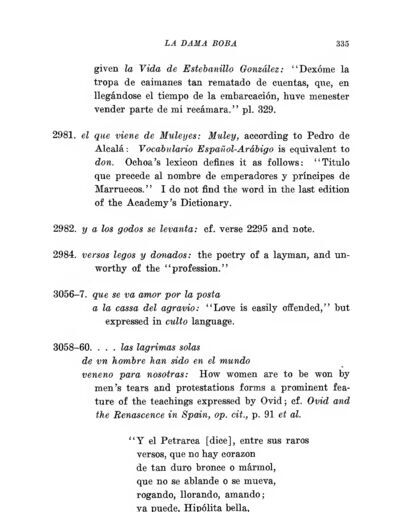 LA DAMA BOBA 335
given la Vida de Estebanillo González: “Dexóme la
tropa de caimanes tan rematado de cuentas, que, en
llegándose el tiempo de la embarcación, huve menester
vender parte de mi recámara.” pl. 329.
2981. el que viene de Muleyes: Muley, according to Pedro de
Alcalá: Vocabulario Español-Arábigo is equivalent to
don. Ochoa’s lexicon defines it as follows: “Titulo
que precede al nombre de emperadores y príncipes de
Marruecos.” I do not find the word in the last edition
of the Academy’s Dictionary.
2982. y a los godos se levanta: cf. verse 2295 and note.
2984. versos legos y donados: the poetry of a layman, and un-
worthy of the “profession.”
3056–7. que se va amor por la posta
a la cassa del agravio: “Love is easily offended,” but
expressed in culto language.
3058–60. . . . las lagrimas solas
de vn hombre han sido en el mundo
veneno para nosotras: How women are to be won by
men’s tears and protestations forms a prominent fea-
ture of the teachings expressed by Ovid; cf. Ovid and
the Renascence in Spain, op. cit., p. 91 et al.
“Y el Petrarca [dice], entre sus raros
versos, que no hay corazon
de tan duro bronce o mármol,
que no se ablande o se mueva,
rogando, llorando, amando;
ya puede, Hipólita bella,